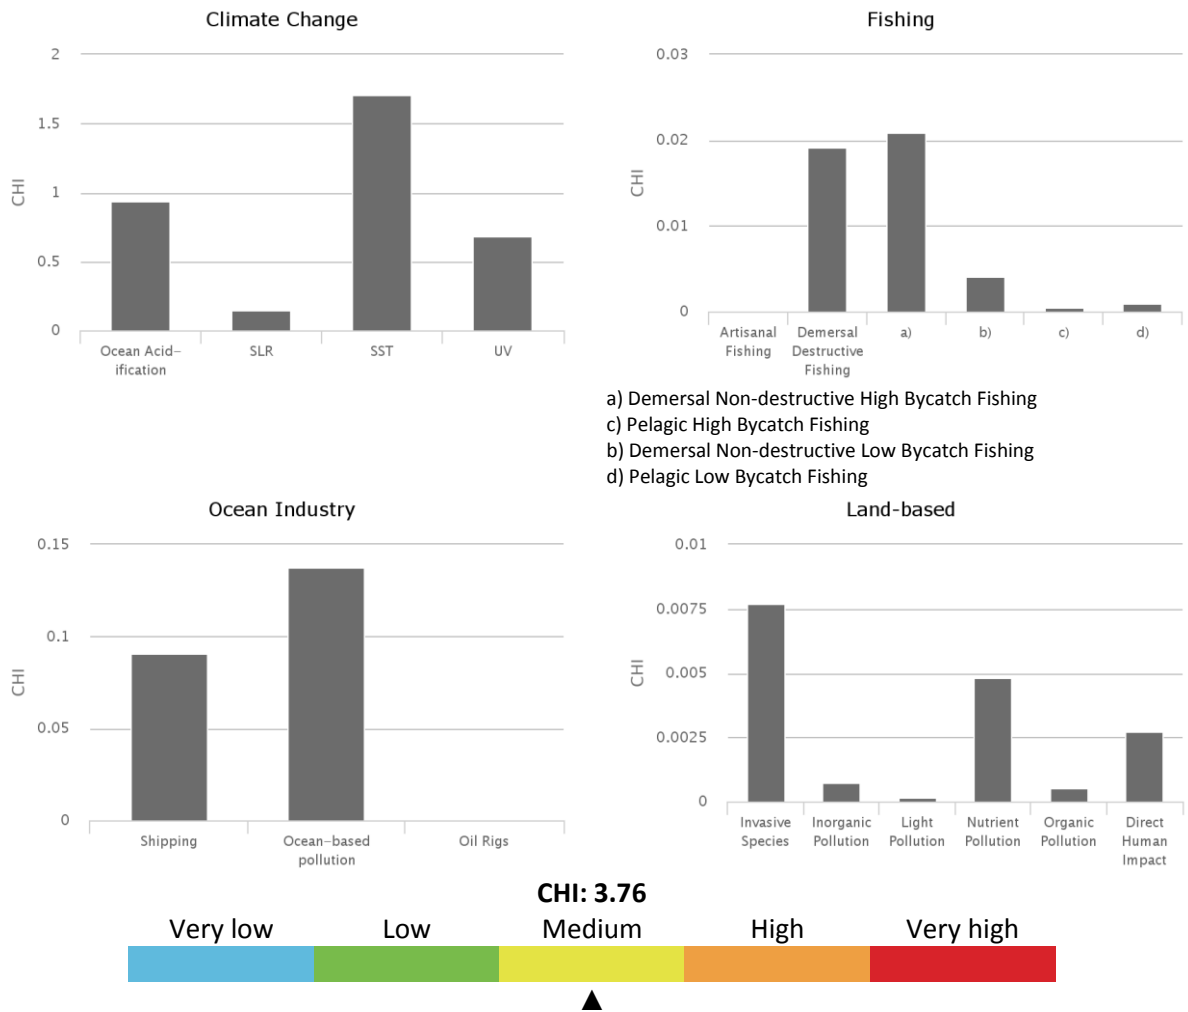 Climate Change
2
1.5
1
0.5
0
CHI
Ocean Acid–
ification
SLR
SST
UV
Fishing
0.03
0.02
0.01
0
CHI
Artisanal
Fishing
Demersal
Destructive
Fishing
a)
b)
c)
d)
a) Demersal Non-destructive High Bycatch Fishing
c) Pelagic High Bycatch Fishing
b) Demersal Non-destructive Low Bycatch Fishing
d) Pelagic Low Bycatch Fishing
Ocean Industry
0.15
0.1
0.05
0
CHI
Shipping
Ocean–based
pollution
Oil Rigs
Land-based
0.01
0.0075
0.005
0.0025
0
CHI
Invasive
Species
Inorganic
Pollution
Light
Pollution
Nutrient
Pollution
Organic
Pollution
Direct
Human
Impact
CHI: 3.76
Very low
Low
Medium
High
Very high